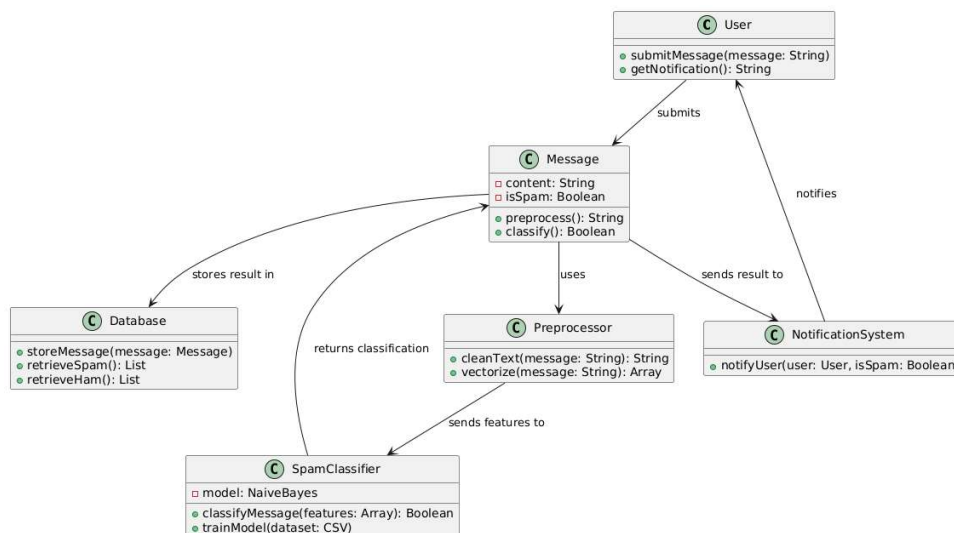 C User
+ submitMessage(message: String)
+ getNotification(): String
submits
C Message
content: String
isSpam: Boolean
preprocess(): String
classify(): Boolean
notifies
stores result in
uses
sends result to
C Database
storeMessage(message: Message)
retrieveSpam(): List
retrieveHam(): List
returns classification
C Preprocessor
cleanText(message: String): String
vectorize(message: String): Array
C NotificationSystem
notifyUser(user: User, isSpam: Boolean
sends features to
C SpamClassifier
model: NaiveBayes
classifyMessage(features: Array): Boolean
trainModel(dataset: CSV)